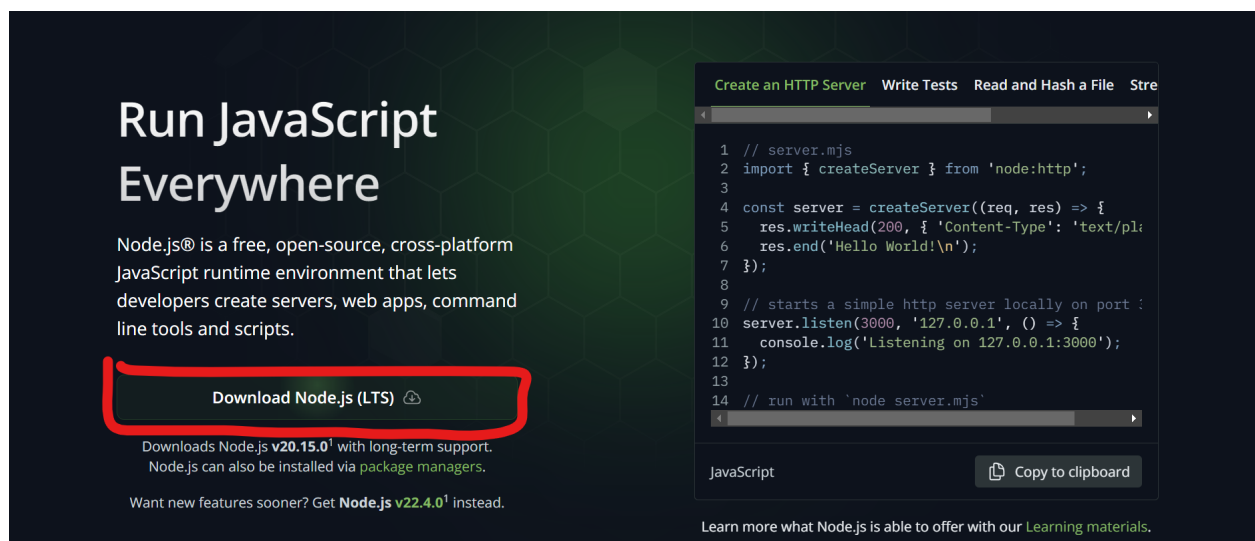 Run JavaScript
Everywhere
Node.js® is a free, open-source, cross-platform
JavaScript runtime environment that lets
developers create servers, web apps, command
line tools and scripts.
Download Node.js (LTS)
Downloads Node.js v20.15.0¹ with long-term support.
Node.js can also be installed via package managers.
Want new features sooner? Get Node.js v22.4.0¹ instead.
Create an HTTP Server Write Tests Read and Hash a File Stre
1 // server.mjs
2 import { createServer } from 'node:http';
3
4 const server = createServer((req, res) => {
5   res.writeHead(200, { 'Content-Type': 'text/pla
6   res.end('Hello World!\n');
7 });
8
9 // starts a simple http server locally on port 3
10 server.listen(3000, '127.0.0.1', () => {
11   console.log('Listening on 127.0.0.1:3000');
12 });
13
14 // run with `node server.mjs`
JavaScript
Copy to clipboard
Learn more what Node.js is able to offer with our Learning materials.